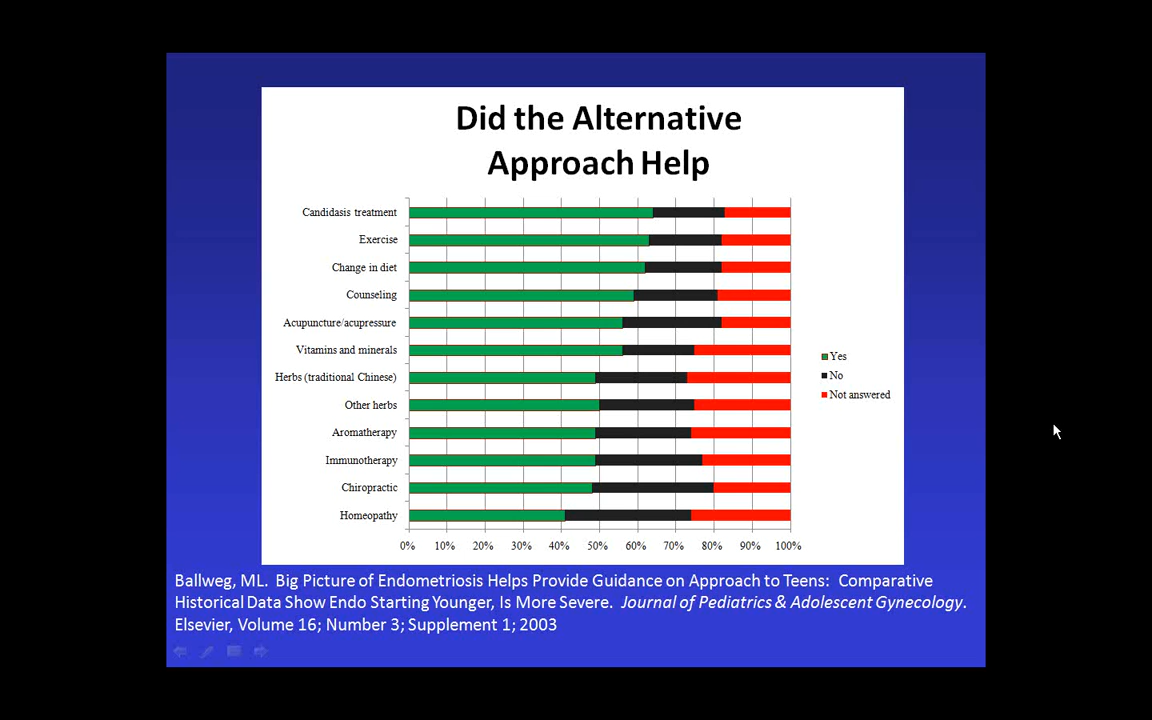 Did the Alternative
Approach Help
Candidasis treatment
Exercise
Change in diet
Counseling
Acupuncture/acupressure
Vitamins and minerals
Herbs (traditional Chinese)
Other herbs
Aromatherapy
Immunotherapy
Chiropractic
Homeopathy
0% 10% 20% 30% 40% 50% 60% 70% 80% 90% 100%
Yes
No
Not answered
Ballweg, ML. Big Picture of Endometriosis Helps Provide Guidance on Approach to Teens: Comparative
Historical Data Show Endo Starting Younger, Is More Severe. Journal of Pediatrics & Adolescent Gynecology.
Elsevier, Volume 16; Number 3; Supplement 1; 2003